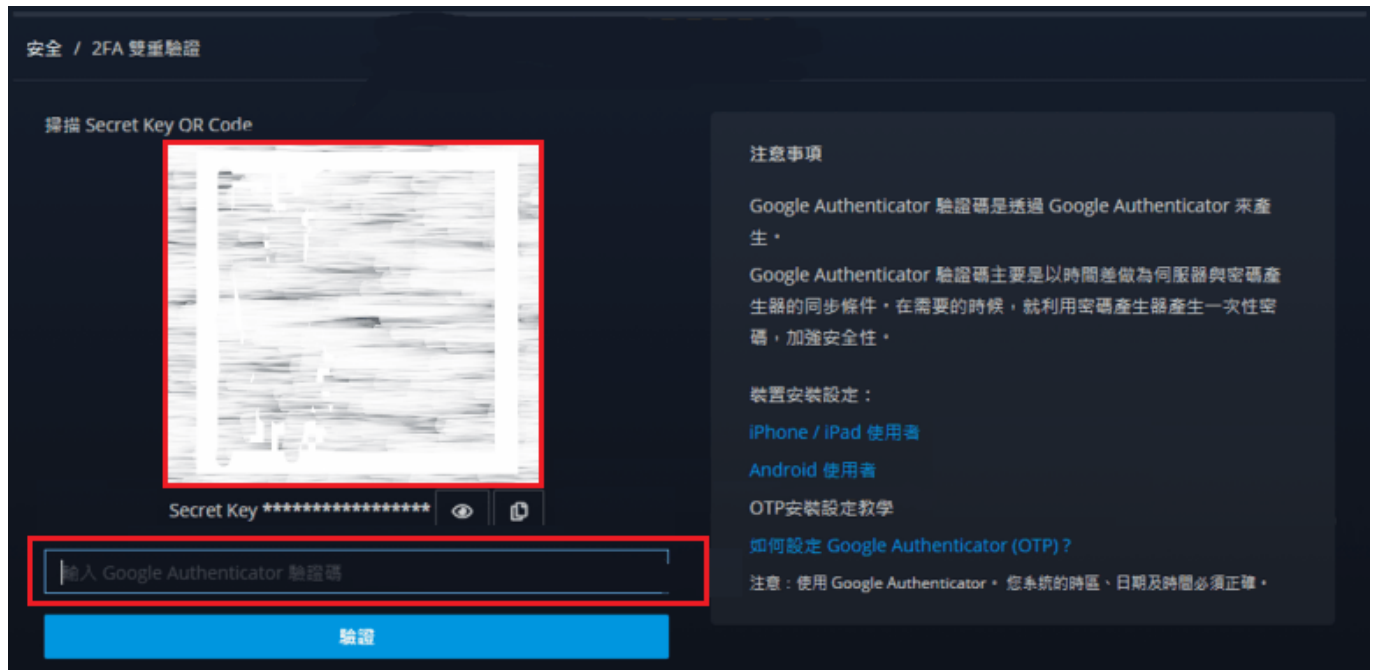 安全 / 2FA 雙重驗證
掃描 Secret Key QR Code
Secret Key *****************
輸入 Google Authenticator 驗證碼
驗證
注意事項
Google Authenticator 驗證碼是透過 Google Authenticator 來產
生。
Google Authenticator 驗證碼主要是以時間差做為伺服器與密碼產
生器的同步條件。在需要的時候，就利用密碼產生器產生一次性密
碼，加強安全性。
裝置安裝設定：
iPhone / iPad 使用者
Android 使用者
OTP安裝設定教學
如何設定 Google Authenticator (OTP)？
注意：使用 Google Authenticator。 您系統的時區、日期及時間必須正確。